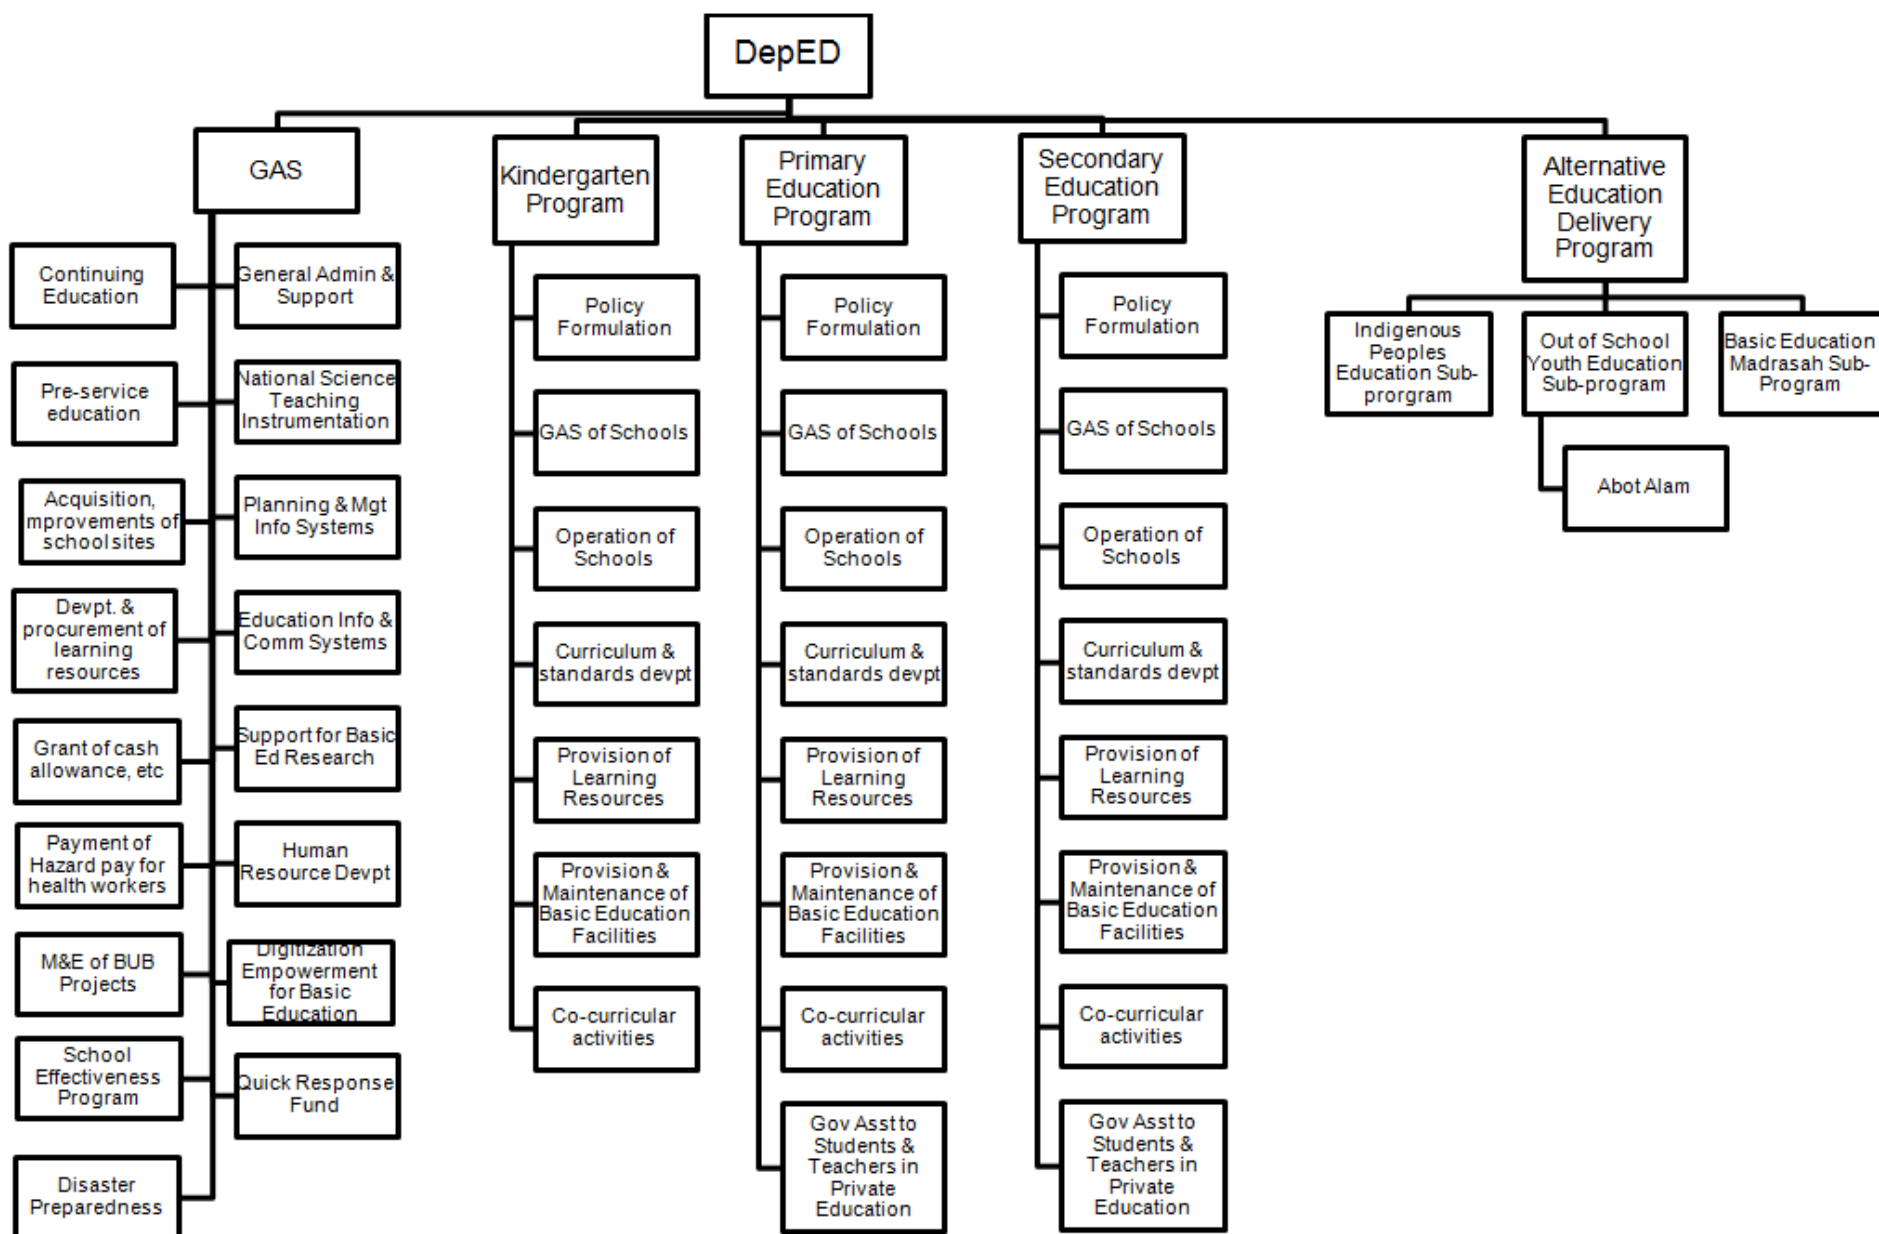 DepED
GAS
Kindergarten
Program
Primary
Education
Program
Secondary
Education
Program
Alternative
Education
Delivery
Program
Continuing
Education
General Admin &
Support
Pre-service
education
National Science
Teaching
Instrumentation
Acquisition,
mprovements of
school sites
Planning & Mgt
Info Systems
Devpt. &
procurement of
learning
resources
Education Info &
Comm Systems
Grant of cash
allowance, etc
Support for Basic
Ed Research
Payment of
Hazard pay for
health workers
Human
Resource Devpt
M&E of BUB
Projects
Digitization
Empowerment
for Basic
Education
School
Effectiveness
Program
Quick Response
Fund
Disaster
Preparedness
Policy
Formulation
GAS of Schools
Operation of
Schools
Curriculum &
standards devpt
Provision of
Learning
Resources
Provision &
Maintenance of
Basic Education
Facilities
Co-curricular
activities
Policy
Formulation
GAS of Schools
Operation of
Schools
Curriculum &
standards devpt
Provision of
Learning
Resources
Provision &
Maintenance of
Basic Education
Facilities
Co-curricular
activities
Gov Asst to
Students &
Teachers in
Private
Education
Policy
Formulation
GAS of Schools
Operation of
Schools
Curriculum &
standards devpt
Provision of
Learning
Resources
Provision &
Maintenance of
Basic Education
Facilities
Co-curricular
activities
Gov Asst to
Students &
Teachers in
Private
Education
Indigenous
Peoples
Education Sub-
prorgram
Out of School
Youth Education
Sub-program
Basic Education
Madrasah Sub-
Program
Abot Alam